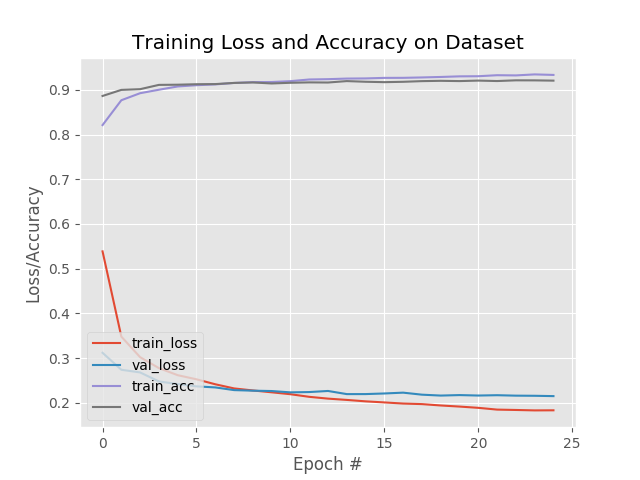 Training Loss and Accuracy on Dataset
Loss/Accuracy
0.9
0.8
0.7
0.6
0.5
0.4
0.3
0.2
train_loss
val_loss
train_acc
val_acc
0 5 10 15 20 25
Epoch #